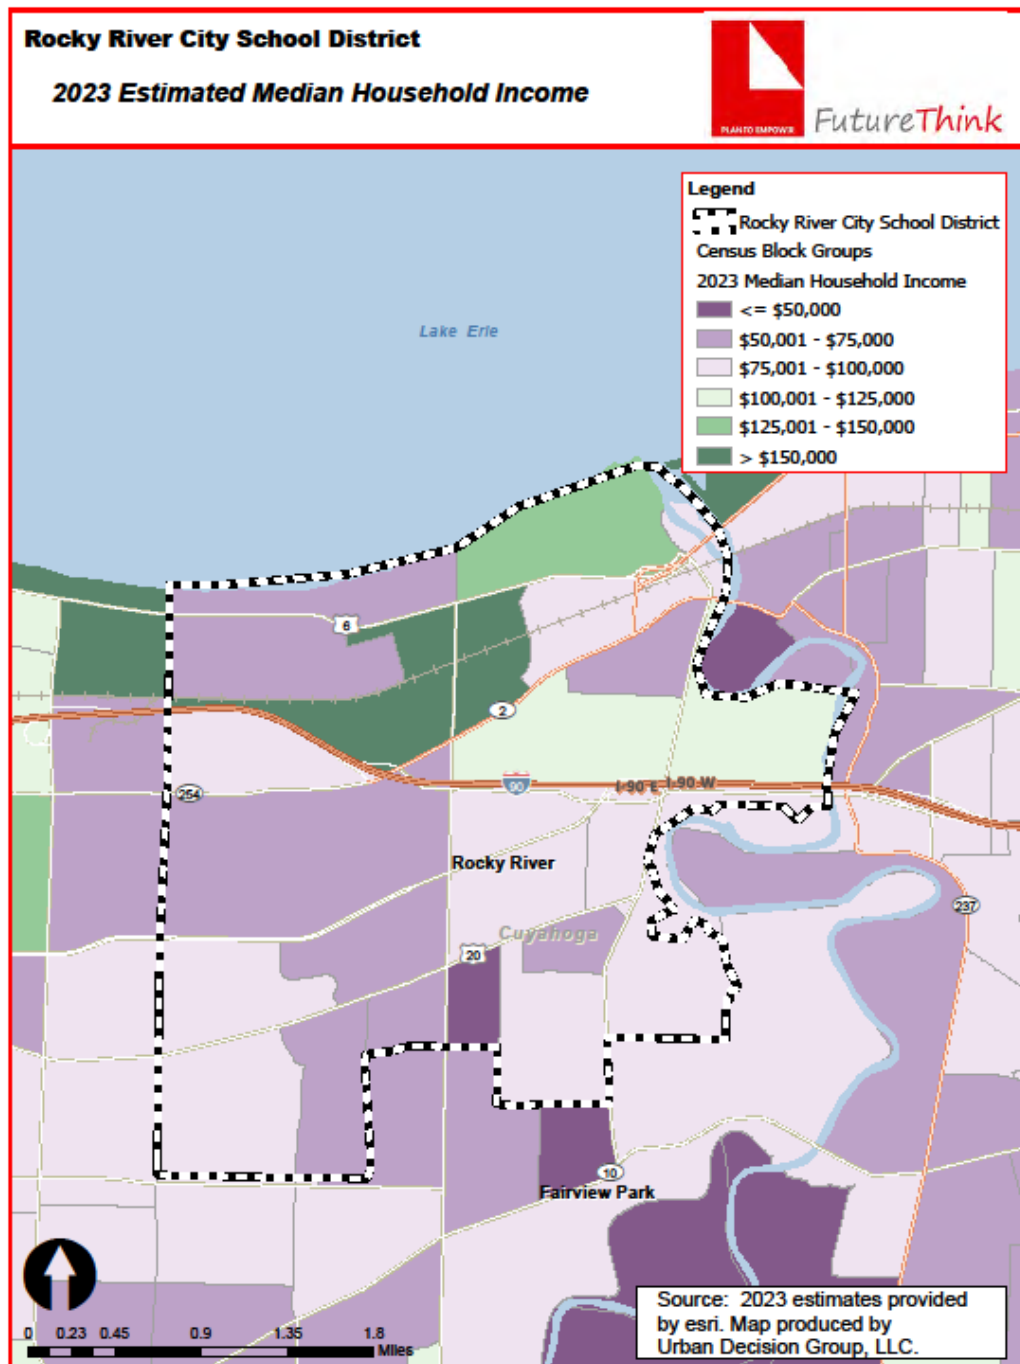 Rocky River City School District
2023 Estimated Median Household Income
PLAN TO EMPOWER
FutureThink
Legend
Rocky River City School District
Census Block Groups
2023 Median Household Income
<= $50,000
$50,001 - $75,000
$75,001 - $100,000
$100,001 - $125,000
$125,001 - $150,000
> $150,000
Lake Erie
6
2
90
I-90 E I-90 W
254
Rocky River
237
Cuyahoga
20
10
Fairview Park
0 0.23 0.45 0.9 1.35 1.8
Miles
Source: 2023 estimates provided
by esri. Map produced by
Urban Decision Group, LLC.